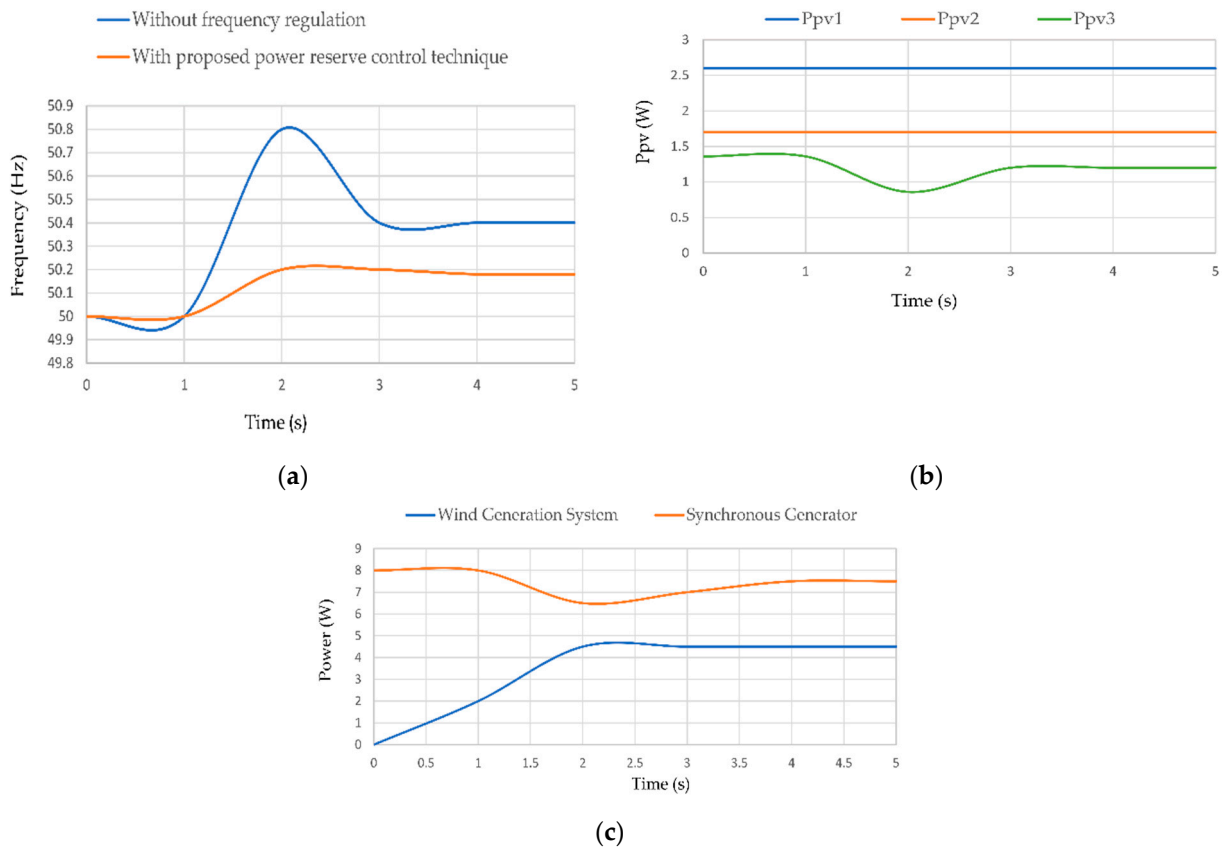 Without frequency regulation
With proposed power reserve control technique
Frequency (Hz)
50.9
50.8
50.7
50.6
50.5
50.4
50.3
50.2
50.1
50
49.9
49.8
0 1 2 3 4 5
Time (s)
(a)
Ppv1 Ppv2 Ppv3
Ppv (W)
3
2.5
2
1.5
1
0.5
0
0 1 2 3 4 5
Time (s)
(b)
Wind Generation System Synchronous Generator
Power (W)
9
8
7
6
5
4
3
2
1
0
0 0.5 1 1.5 2 2.5 3 3.5 4 4.5 5
Time (s)
(c)